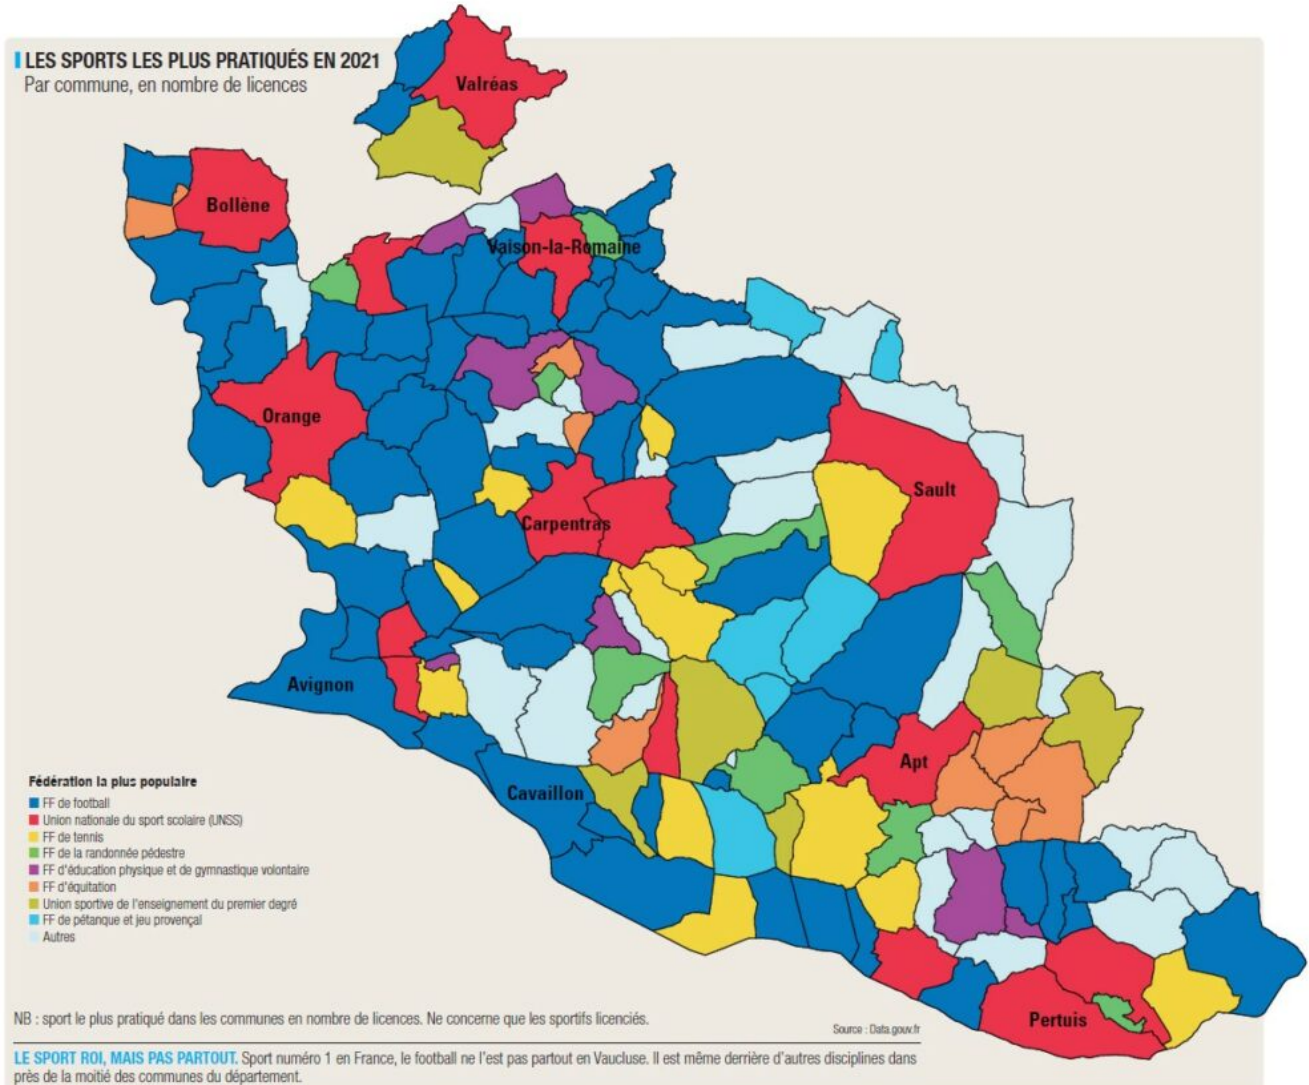 LES SPORTS LES PLUS PRATIQUÉS EN 2021
Par commune, en nombre de licences
Valréas
Bollène
Vaison-la-Romaine
Orange
Sault
Carpentras
Avignon
Apt
Cavaillon
Pertuis
Fédération la plus populaire
FF de football
Union nationale du sport scolaire (UNSS)
FF de tennis
FF de la randonnée pédestre
FF d'éducation physique et de gymnastique volontaire
FF d'équitation
Union sportive de l'enseignement du premier degré
FF de pétanque et jeu provençal
Autres
NB : sport le plus pratiqué dans les communes en nombre de licences. Ne concerne que les sportifs licenciés.
Source : Data.gouv.fr
LE SPORT ROI, MAIS PAS PARTOUT. Sport numéro 1 en France, le football ne l'est pas partout en Vaucluse. Il est même derrière d'autres disciplines dans
près de la moitié des communes du département.